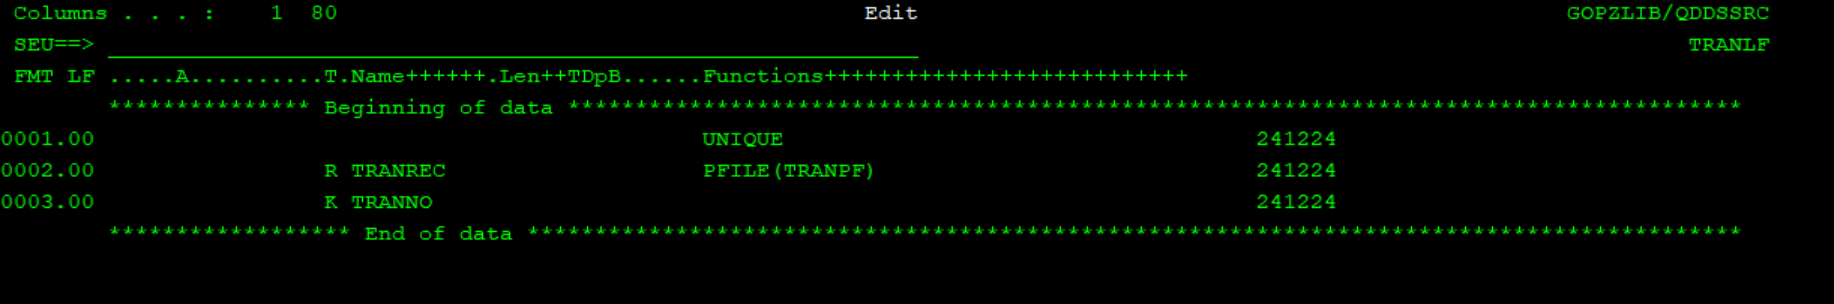 Columns . . . :    1  80                                        Edit                                                GOPZLIB/QDDSSRC
SEU==> ____________________________________________________________                                                          TRANLF
FMT LF .....A..........T.Name++++++.Len++TDpB......Functions+++++++++++++++++++++++++++
*************** Beginning of data ***************************************************************************************
0001.00                                             UNIQUE                                   241224
0002.00                 R TRANREC                   PFILE(TRANPF)                            241224
0003.00                 K TRANNO                                                             241224
****************** End of data ******************************************************************************************